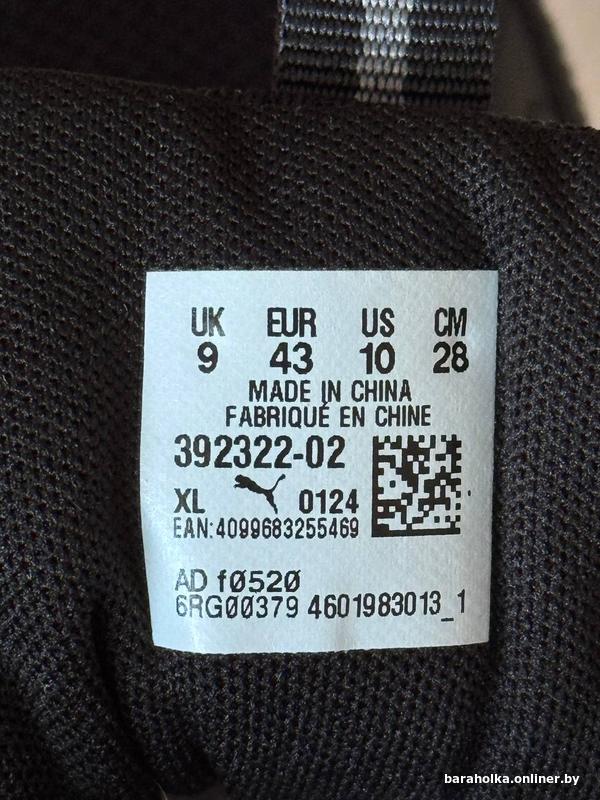 UK EUR US CM
9 43 10 28
MADE IN CHINA
FABRIQUÉ EN CHINE
392322-02
XL 0124
EAN:4099683255469
AD f0520
6RG00379 4601983013_1
baraholka.onliner.by